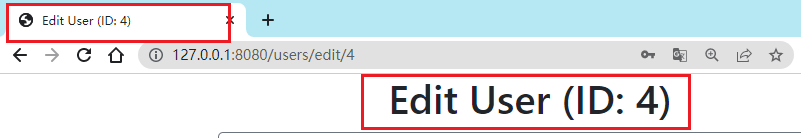 Edit User (ID: 4)
127.0.0.1:8080/users/edit/4
Edit User (ID: 4)